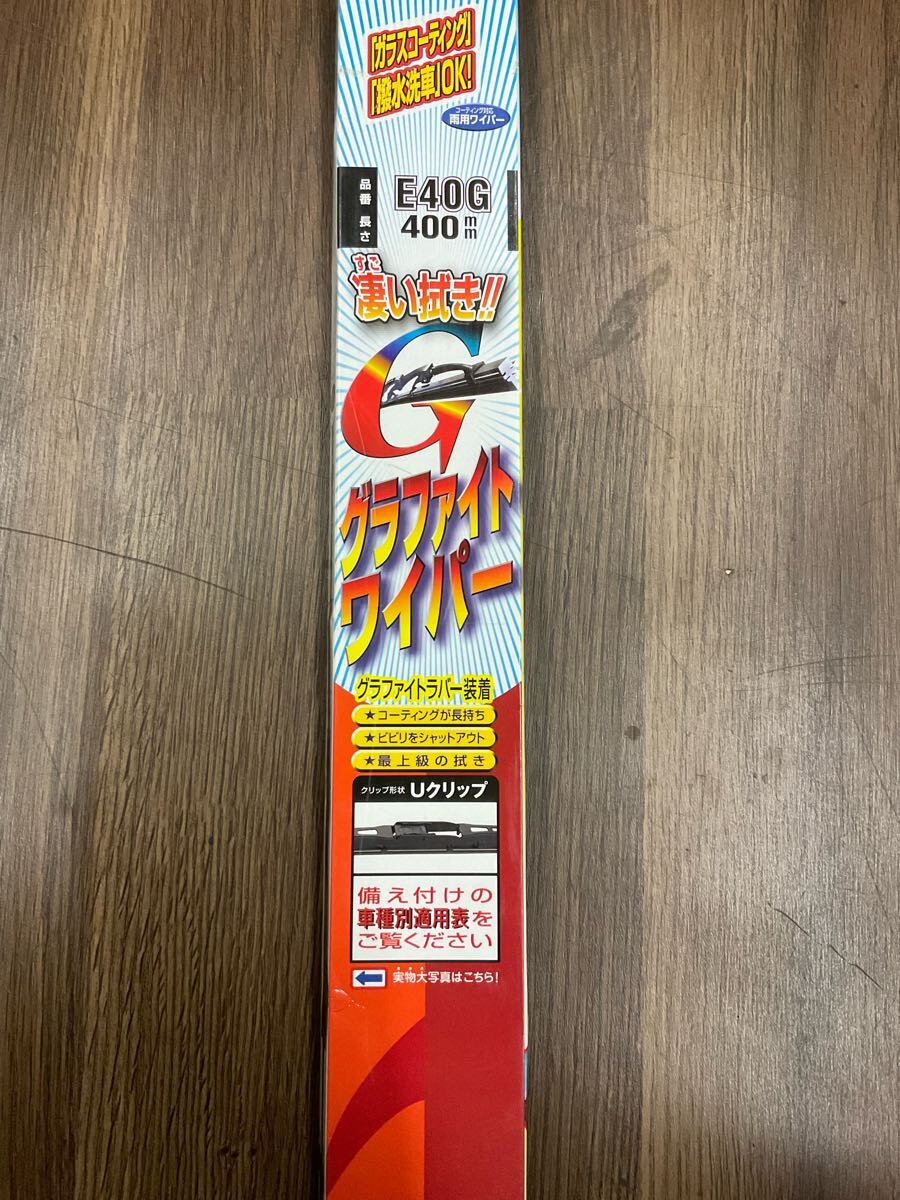 「ガラスコーティング」
「撥水洗車」OK!
コーティング対応
雨用ワイパー
品番 E40G
長さ 400mm
すご
凄い拭き!!
G
グラファイト
ワイパー
グラファイトラバー装着
★コーティングが長持ち
★ビビリをシャットアウト
★最上級の拭き
クリップ形状 Uクリップ
備え付けの
車種別適用表を
ご覧ください
実物大写真はこちら!